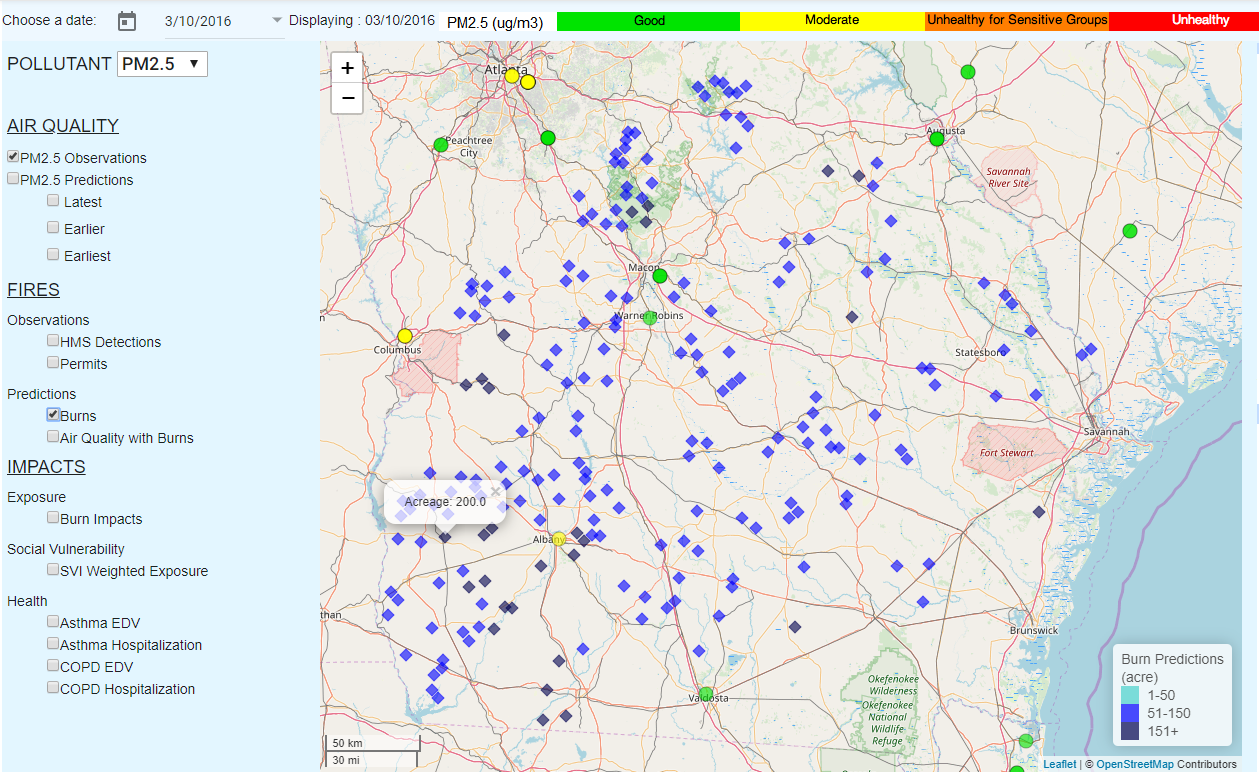 Choose a date:
3/10/2016
Displaying : 03/10/2016
PM2.5 (ug/m3)
Good
Moderate
Unhealthy for Sensitive Groups
Unhealthy
POLLUTANT
PM2.5 ▼
AIR QUALITY
PM2.5 Observations
PM2.5 Predictions
Latest
Earlier
Earliest
FIRES
Observations
HMS Detections
Permits
Predictions
Burns
Air Quality with Burns
IMPACTS
Exposure
Burn Impacts
Social Vulnerability
SVI Weighted Exposure
Health
Asthma EDV
Asthma Hospitalization
COPD EDV
COPD Hospitalization
+
−
Atlanta
Peachtree
City
Augusta
Savannah
River Site
Macon
Warner Robins
n
Columbus
Statesboro
Savannah
Fort Stewart
×
Acreage: 200.0
Albany
than
Brunswick
Valdosta
Okefenokee
Wilderness
Okefenokee
National
Wildlife
Refuge
Burn Predictions
(acre)
1-50
51-150
151+
50 km
30 mi
Leaflet | © OpenStreetMap Contributors